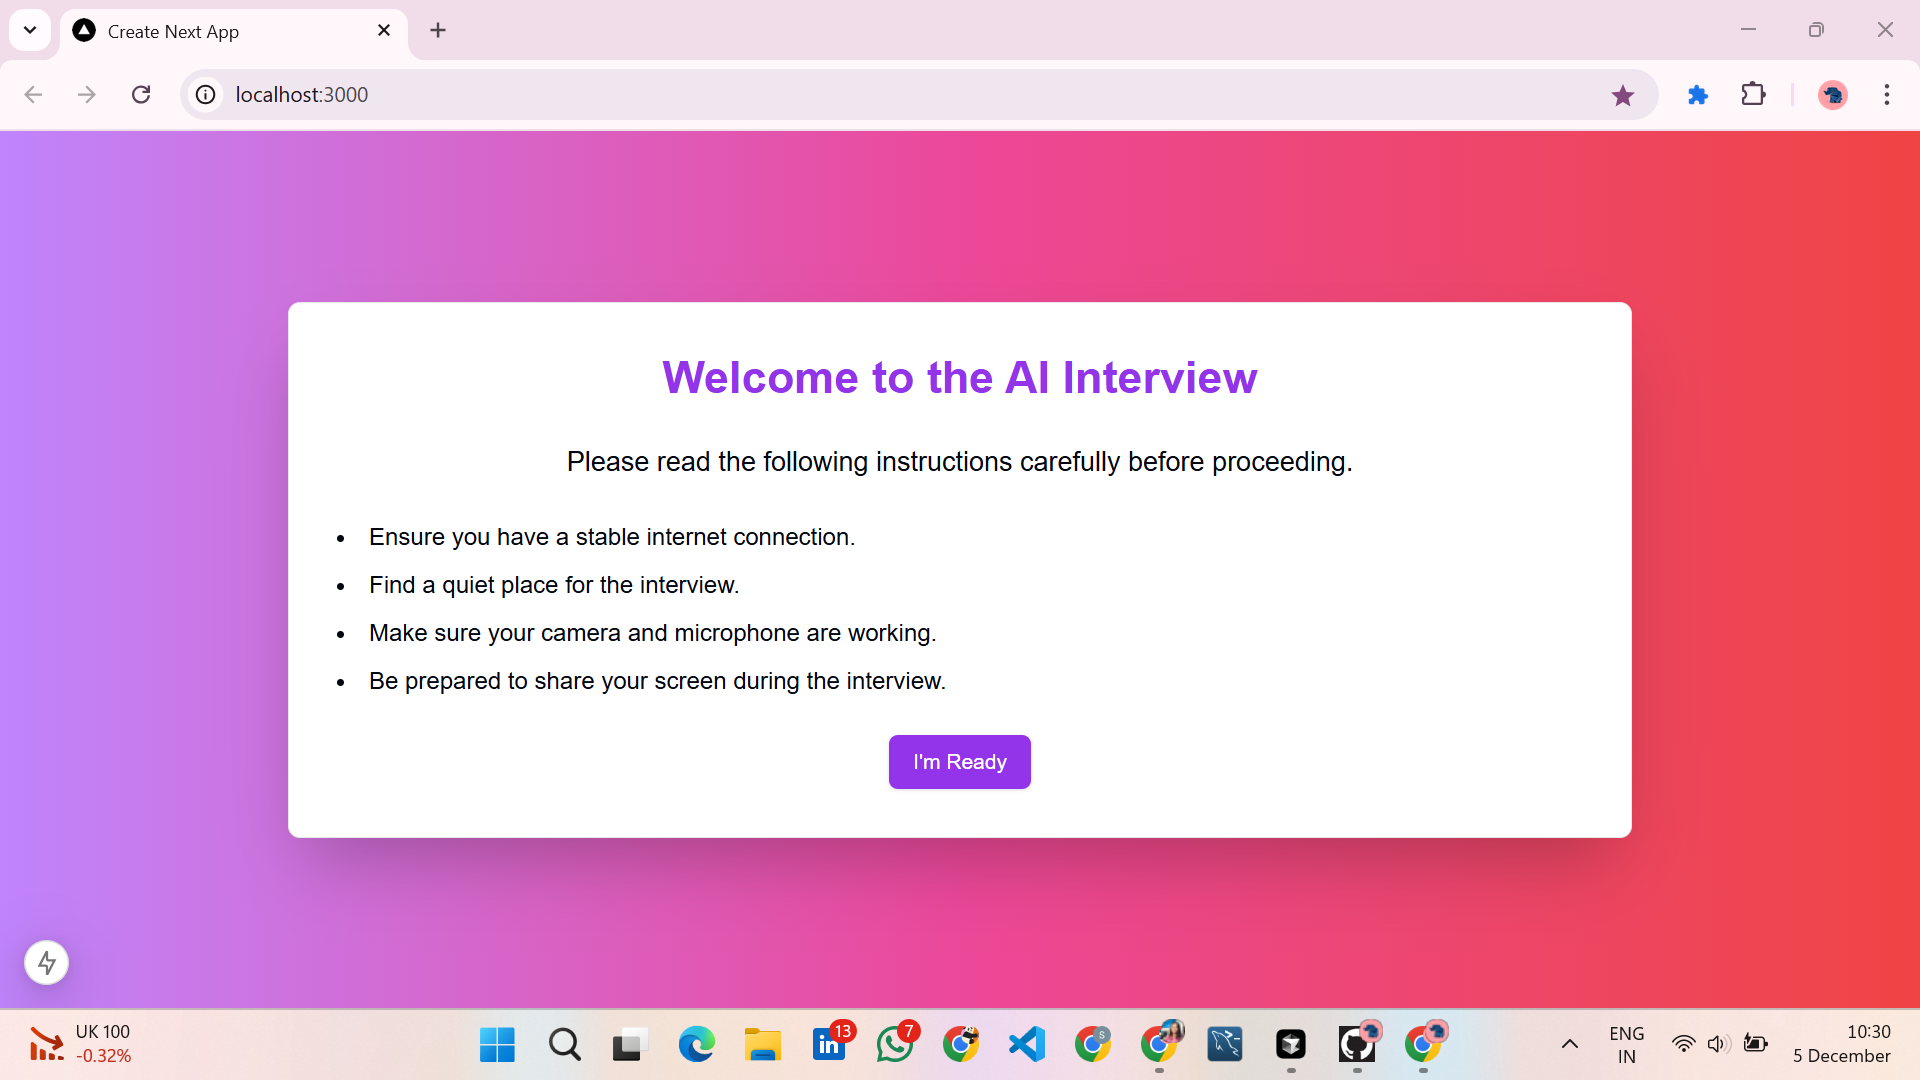 Create Next App
localhost:3000
Welcome to the AI Interview
Please read the following instructions carefully before proceeding.
• Ensure you have a stable internet connection.
• Find a quiet place for the interview.
• Make sure your camera and microphone are working.
• Be prepared to share your screen during the interview.
I'm Ready
UK 100
-0.32%
in
13
7
S
ENG
IN
10:30
5 December